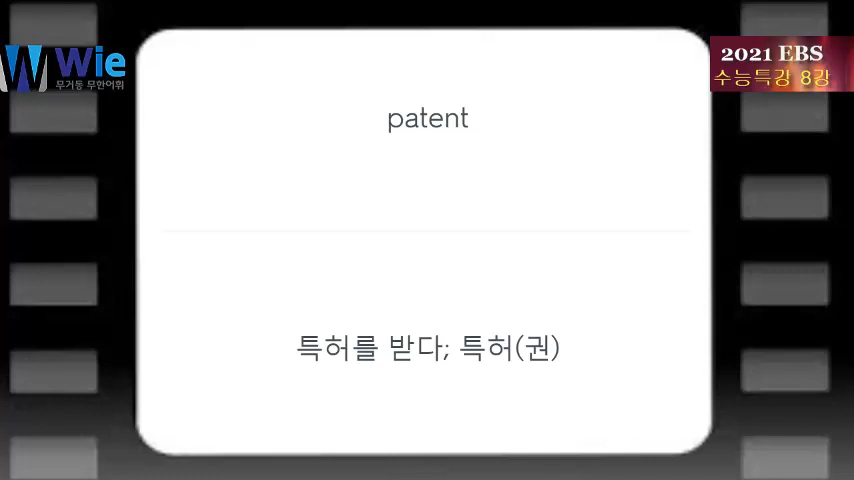 Wie
무거동 무한어휘
2021 EBS
수능특강 8강
patent
특허를 받다; 특허(권)